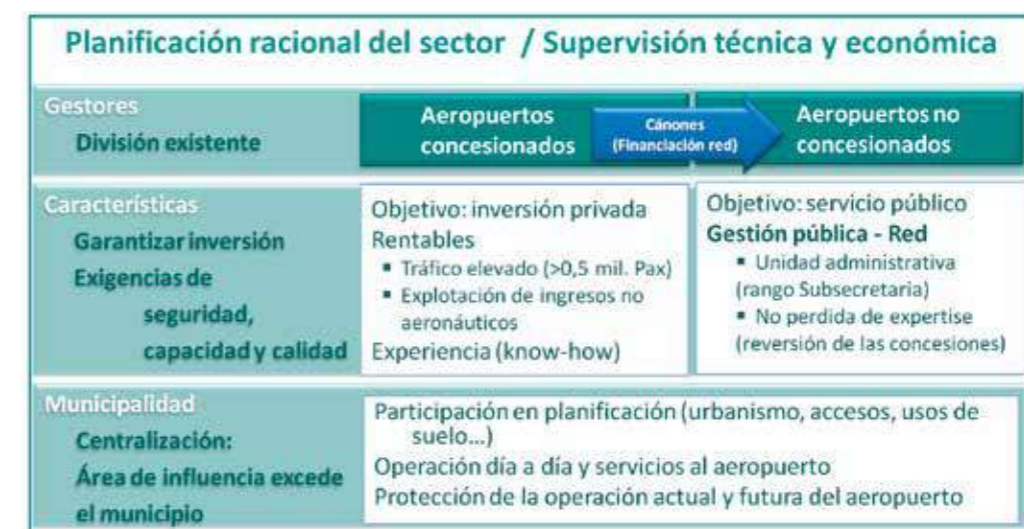 Planificación racional del sector / Supervisión técnica y económica
Gestores
División existente
Aeropuertos
concesionados
Cánones
(Financiación red)
Aeropuertos no
concesionados
Características
Garantizar inversión
Exigencias de
seguridad,
capacidad y calidad
Objetivo: inversión privada
Rentables
▪ Tráfico elevado (>0,5 mil. Pax)
▪ Explotación de ingresos no
aeronáuticos
Experiencia (know-how)
Objetivo: servicio público
Gestión pública - Red
▪ Unidad administrativa
(rango Subsecretaria)
▪ No perdida de expertise
(reversión de las concesiones)
Municipalidad
Centralización:
Área de influencia excede
el municipio
Participación en planificación (urbanismo, accesos, usos de
suelo...)
Operación día a día y servicios al aeropuerto
Protección de la operación actual y futura del aeropuerto